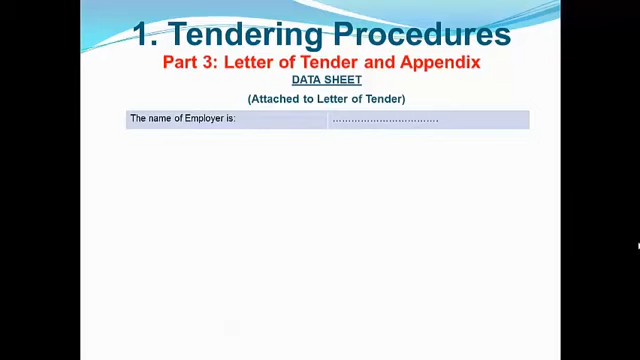 1. Tendering Procedures
Part 3: Letter of Tender and Appendix
DATA SHEET
(Attached to Letter of Tender)
The name of Employer is: …………………………….